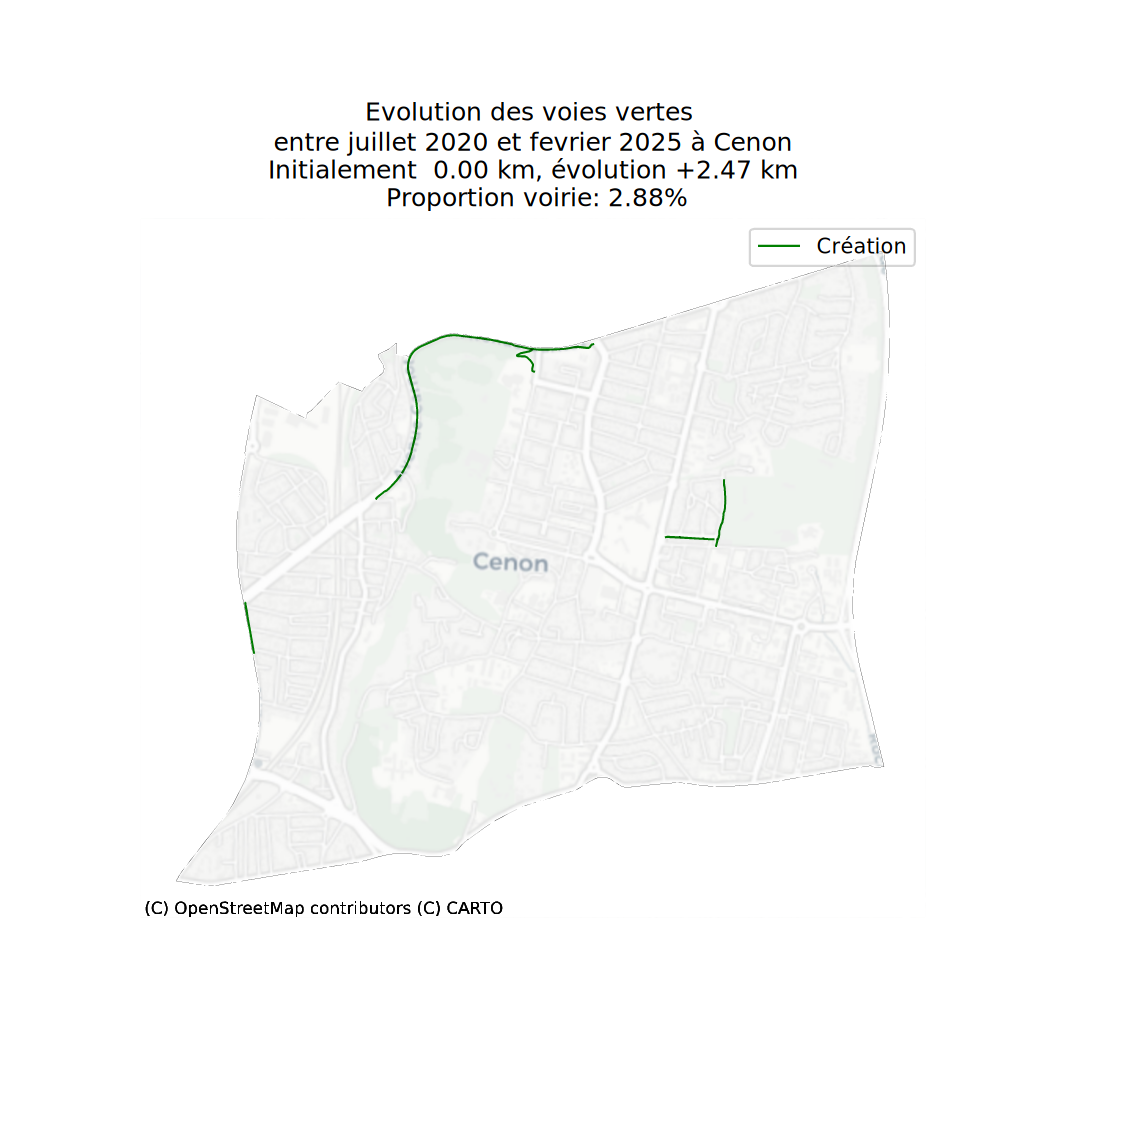 Evolution des voies vertes
entre juillet 2020 et fevrier 2025 à Cenon
Initialement  0.00 km, évolution +2.47 km
Proportion voirie: 2.88%
Création
Cenon
(C) OpenStreetMap contributors (C) CARTO